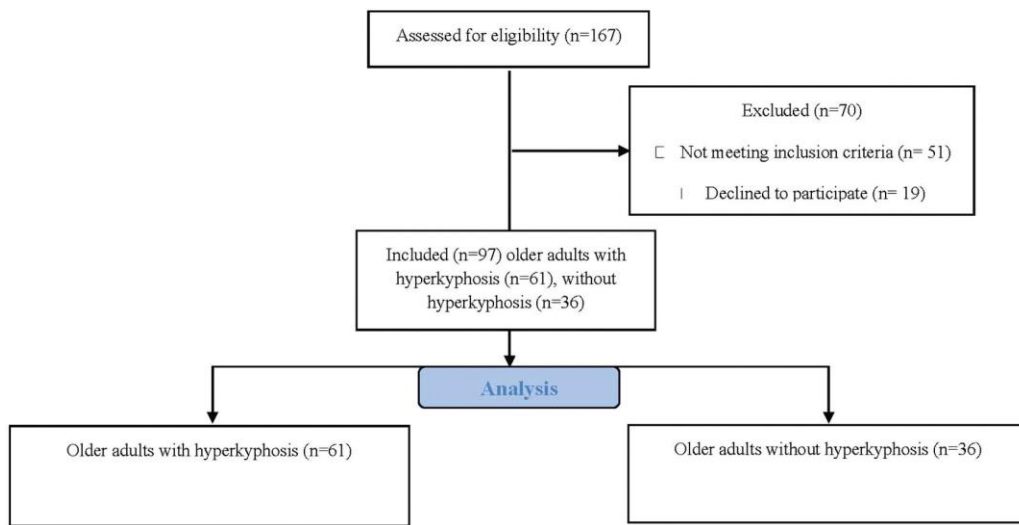 Assessed for eligibility (n=167)
Excluded (n=70)
Not meeting inclusion criteria (n= 51)
Declined to participate (n= 19)
Included (n=97) older adults with
hyperkyphosis (n=61), without
hyperkyphosis (n=36)
Analysis
Older adults with hyperkyphosis (n=61)
Older adults without hyperkyphosis (n=36)